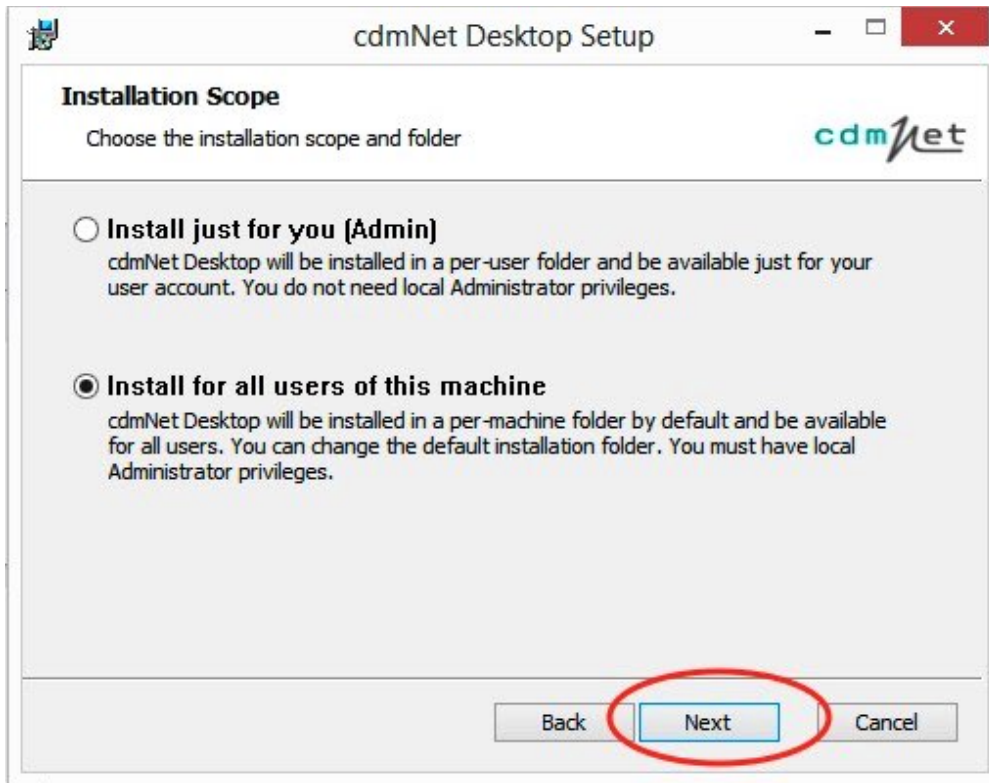 cdmNet Desktop Setup
Installation Scope
Choose the installation scope and folder
cdmNet
Install just for you (Admin)
cdmNet Desktop will be installed in a per-user folder and be available just for your
user account. You do not need local Administrator privileges.
Install for all users of this machine
cdmNet Desktop will be installed in a per-machine folder by default and be available
for all users. You can change the default installation folder. You must have local
Administrator privileges.
Back Next Cancel